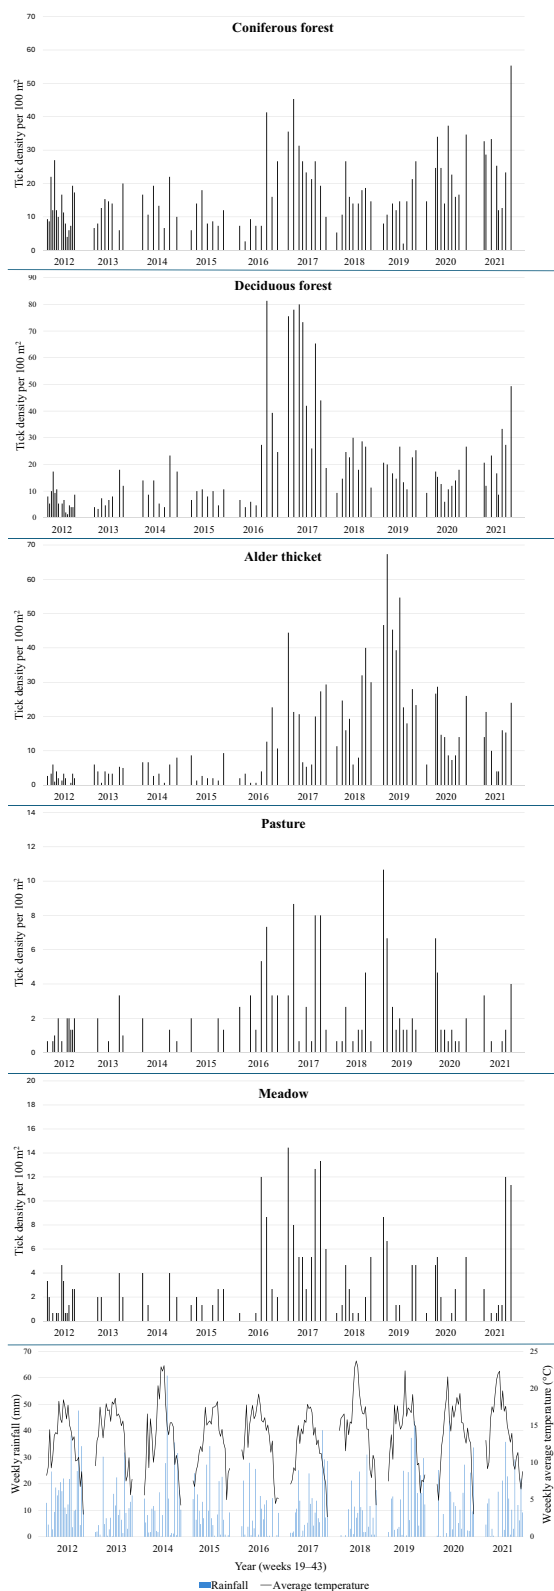 Coniferous forest
Tick density per 100 m²
70
60
50
40
30
20
10
0
2012 2013 2014 2015 2016 2017 2018 2019 2020 2021
Deciduous forest
Tick density per 100 m²
90
80
70
60
50
40
30
20
10
0
2012 2013 2014 2015 2016 2017 2018 2019 2020 2021
Alder thicket
Tick density per 100 m²
70
60
50
40
30
20
10
0
2012 2013 2014 2015 2016 2017 2018 2019 2020 2021
Pasture
Tick density per 100 m²
14
12
10
8
6
4
2
0
2012 2013 2014 2015 2016 2017 2018 2019 2020 2021
Meadow
Tick density per 100 m²
20
18
16
14
12
10
8
6
4
2
0
2012 2013 2014 2015 2016 2017 2018 2019 2020 2021
Weekly rainfall (mm)
70
60
50
40
30
20
10
0
25
20
15
10
5
0
Weeekly average temperature (°C)
2012 2013 2014 2015 2016 2017 2018 2019 2020 2021
Year (weeks 19–43)
Rainfall Average temperature